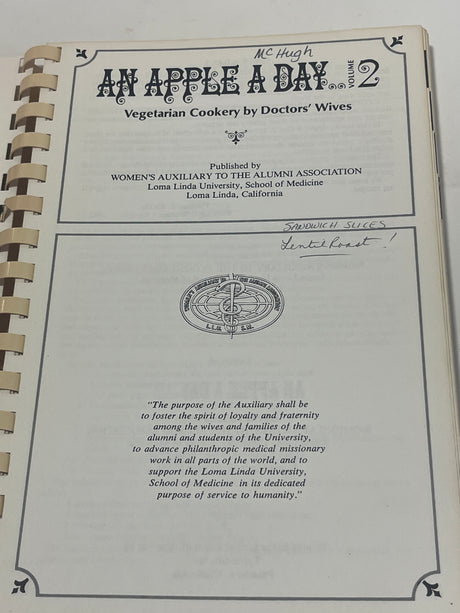 McHugh
AN APPLE A DAY.. VOLUME 2
Vegetarian Cookery by Doctors' Wives
Published by
WOMEN'S AUXILIARY TO THE ALUMNI ASSOCIATION
Loma Linda University, School of Medicine
Loma Linda, California
SANDWICH SLICES
Lentil Roast!
L.L.U. S.M.
"The purpose of the Auxiliary shall be
to foster the spirit of loyalty and fraternity
among the wives and families of the
alumni and students of the University,
to advance philanthropic medical missionary
work in all parts of the world, and to
support the Loma Linda University,
School of Medicine in its dedicated
purpose of service to humanity."